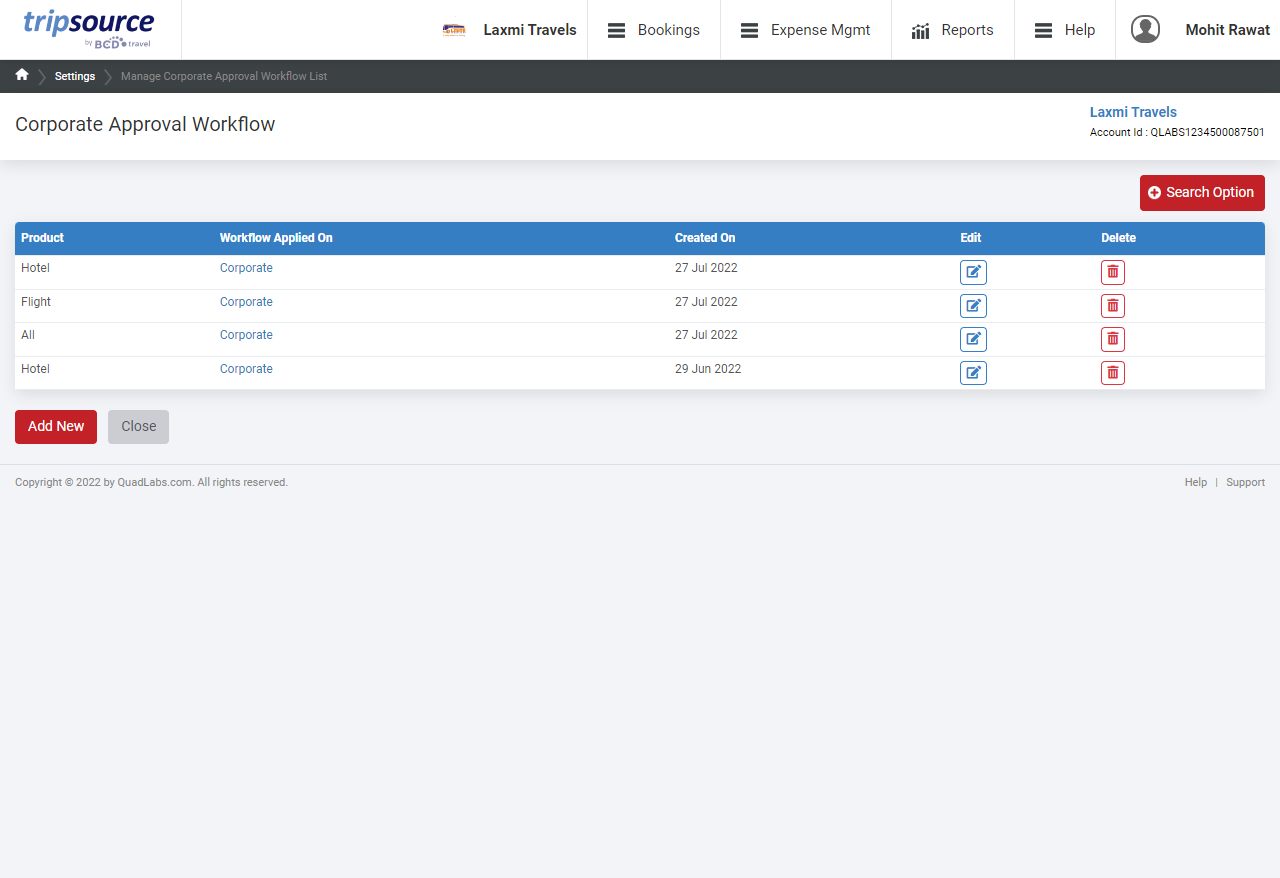 tripsource
by BCD travel
Laxmi Travels
Bookings
Expense Mgmt
Reports
Help
Mohit Rawat
Settings
Manage Corporate Approval Workflow List
Corporate Approval Workflow
Laxmi Travels
Account Id : QLABS1234500087501
Search Option
Product Workflow Applied On Created On Edit Delete
Hotel Corporate 27 Jul 2022
Flight Corporate 27 Jul 2022
All Corporate 27 Jul 2022
Hotel Corporate 29 Jun 2022
Add New Close
Copyright © 2022 by QuadLabs.com. All rights reserved.
Help | Support